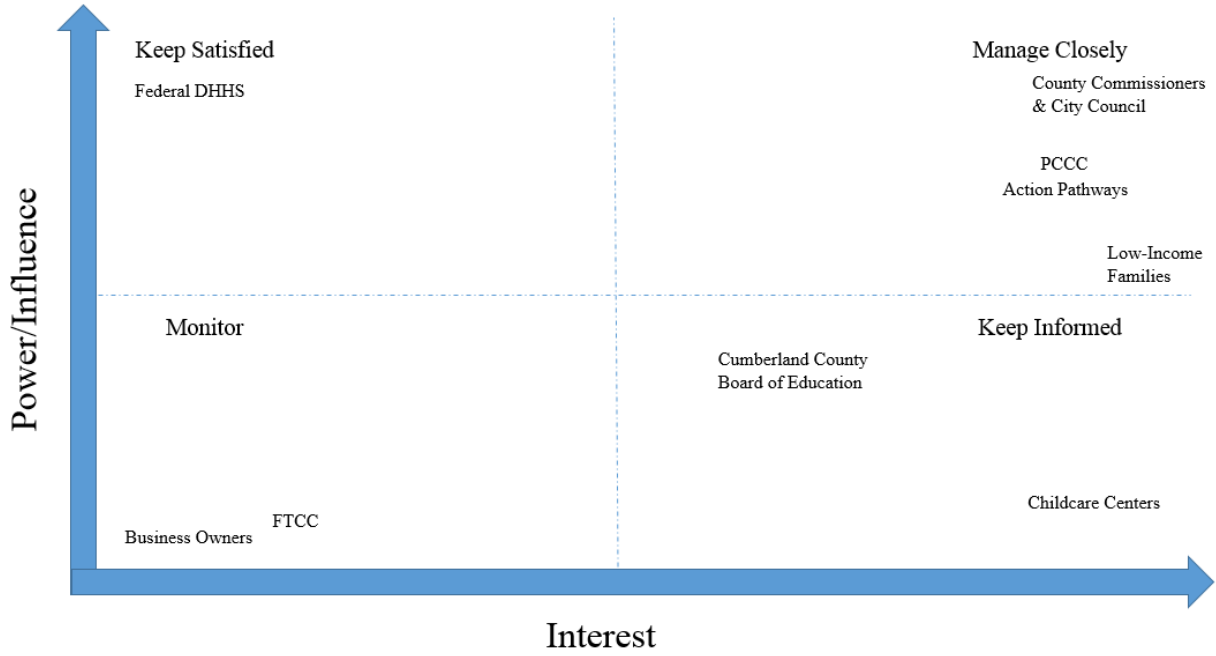 Keep Satisfied
Federal DHHS
Manage Closely
County Commissioners
& City Council
PCCC
Action Pathways
Low-Income
Families
Power/Influence
Monitor
Business Owners
FTCC
Keep Informed
Cumberland County
Board of Education
Childcare Centers
Interest